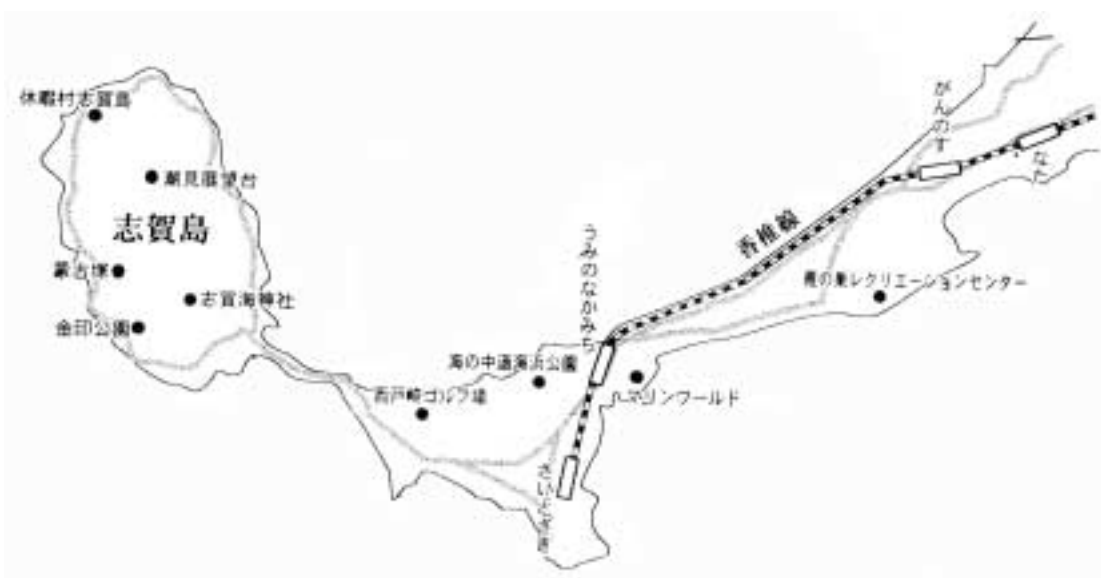 休暇村志賀島
潮見展望台
志賀島
蒙古塚
志賀海神社
金印公園
西戸崎ゴルフ場
海の中道海浜公園
うみのなかみち
さいとざき
マリンワールド
香椎線
雁の巣レクリエーションセンター
がんのす
なた